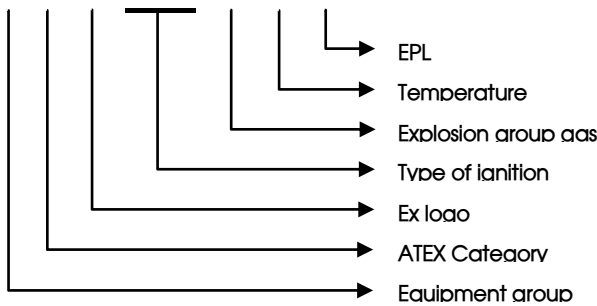 EPL
Temperature
Explosion group gas
Type of ignition
Ex logo
ATEX Category
Equipment group